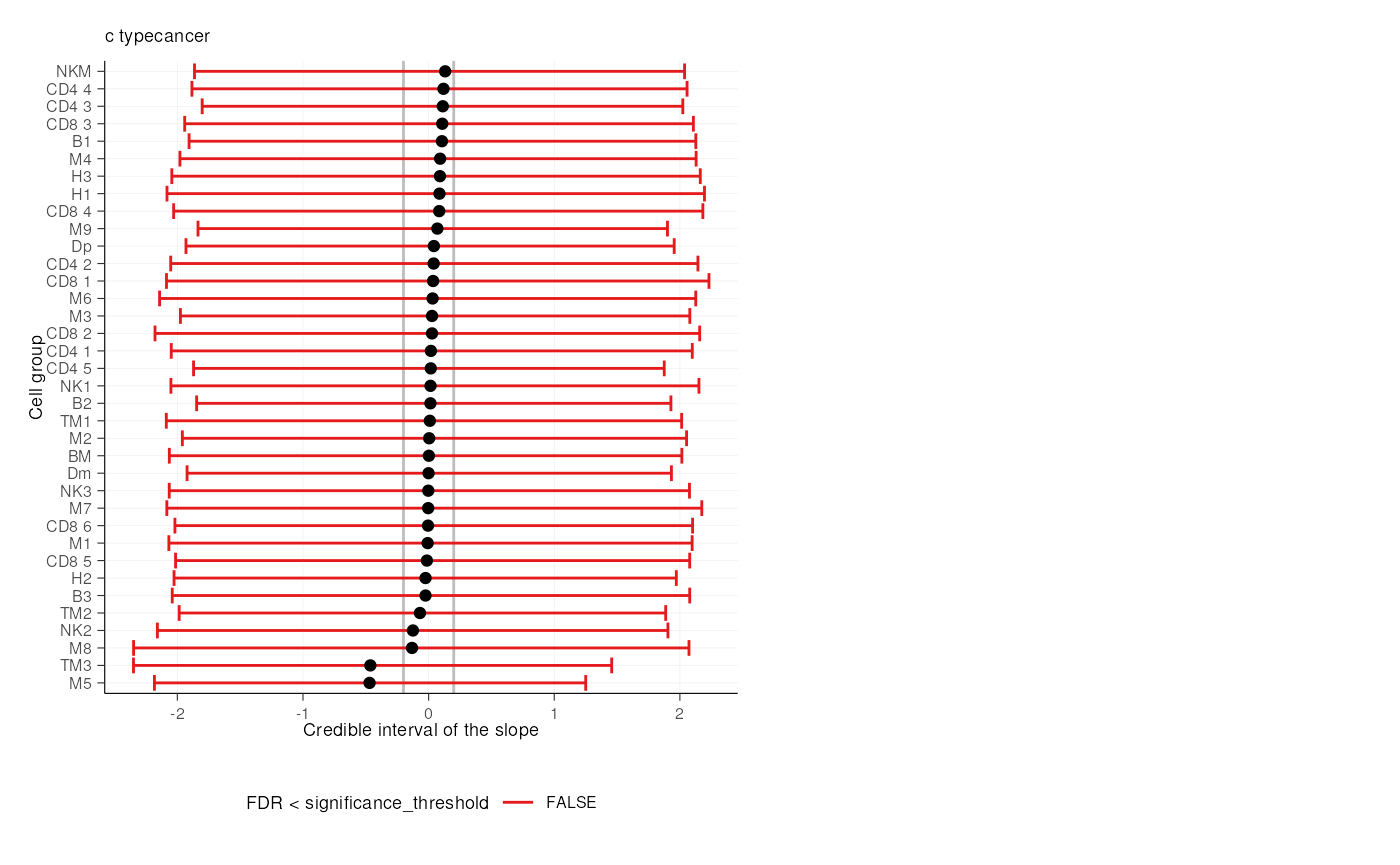 c typecancer
NKM
CD4 4
CD4 3
CD8 3
B1
M4
H3
H1
CD8 4
M9
Dp
CD4 2
CD8 1
M6
M3
CD8 2
CD4 1
CD4 5
NK1
B2
TM1
M2
BM
Dm
NK3
M7
CD8 6
M1
CD8 5
H2
B3
TM2
NK2
M8
TM3
M5
Cell group
-2 -1 0 1 2
Credible interval of the slope
FDR < significance_threshold FALSE